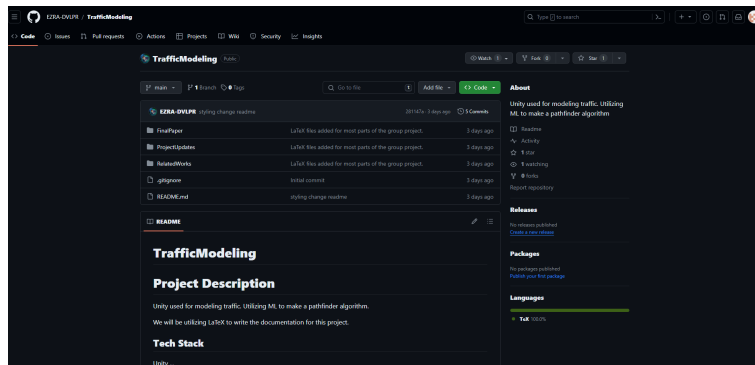 EZRA-DVLPR / TrafficModeling
Type / to search
Code Issues Pull requests Actions Projects Wiki Security Insights
TrafficModeling Public
Watch 1 Fork 0 Star 1
main 1 Branch 0 Tags Go to file Add file Code
EZRA-DVLPR styling change readme 3 days ago 5 Commits
FinalPaper LaTeX files added for most parts of the group project. 3 days ago
ProjectUpdates LaTeX files added for most parts of the group project. 3 days ago
RelatedWorks LaTeX files added for most parts of the group project. 3 days ago
.gitignore Initial commit 3 days ago
README.md styling change readme 3 days ago
README
TrafficModeling
Project Description
Unity used for modeling traffic. Utilizing ML to make a pathfinder algorithm.
We will be utilizing LaTeX to write the documentation for this project.
Tech Stack
About
Unity used for modeling traffic. Utilizing
ML to make a pathfinder algorithm
Readme
Activity
1 star
1 watching
0 forks
Report repository
Releases
No releases published
Create a new release
Packages
No packages published
Publish your first package
Languages
TeX 100.0%